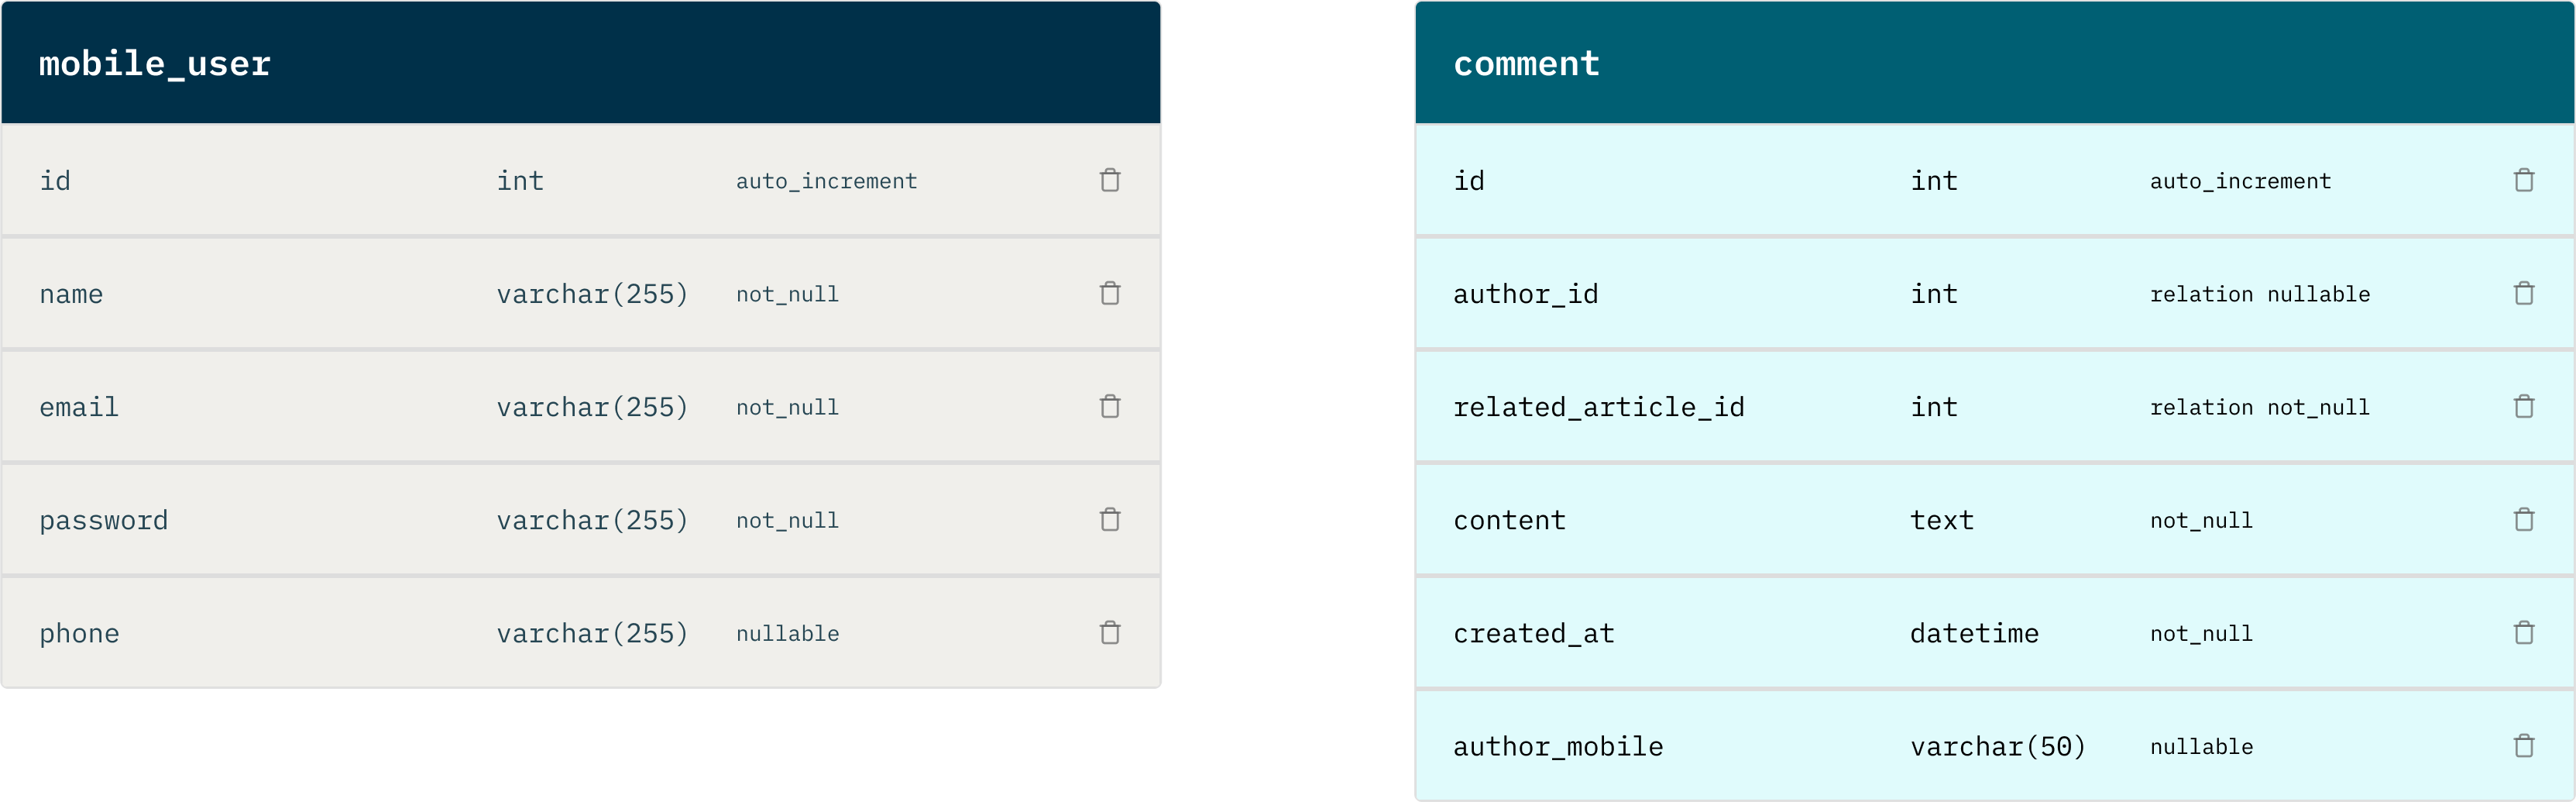 mobile_user
id int auto_increment
name varchar(255) not_null
email varchar(255) not_null
password varchar(255) not_null
phone varchar(255) nullable
comment
id int auto_increment
author_id int relation nullable
related_article_id int relation not_null
content text not_null
created_at datetime not_null
author_mobile varchar(50) nullable